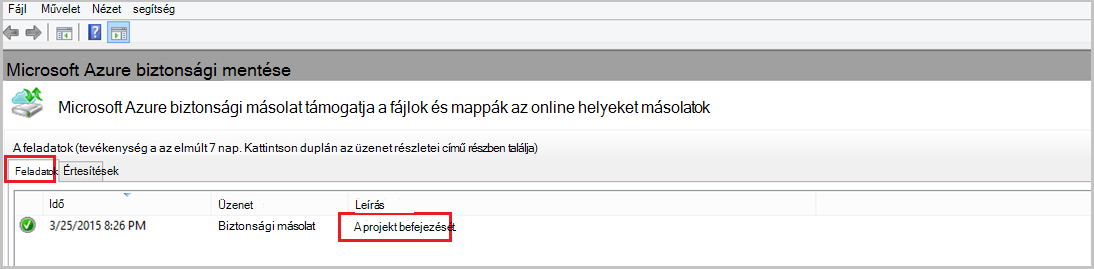 Fájl Művelet Nézet segítség
Microsoft Azure biztonsági mentése
Microsoft Azure biztonsági másolat támogatja a fájlok és mappák az online helyeket másolatok
A feladatok (tevékenység a az elmúlt 7 nap. Kattintson duplán az üzenet részletei című részben találja)
Feladatok Értesítések
Idő Üzenet Leírás
3/25/2015 8:26 PM Biztonsági másolat A projekt befejezését.